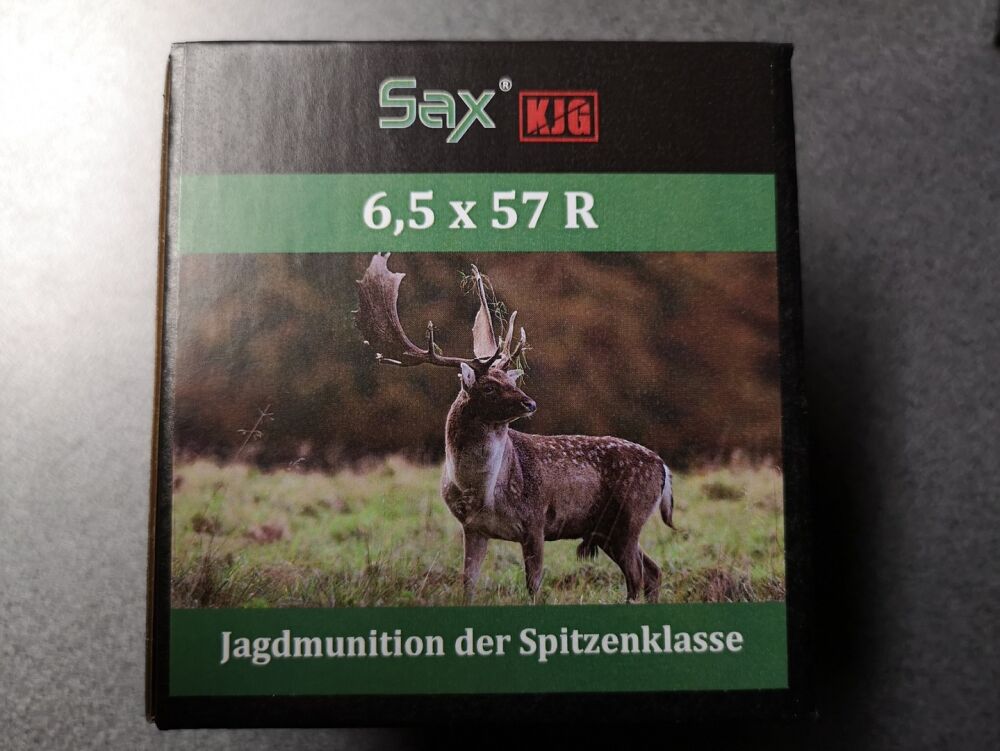 Sax® KJG
6,5 x 57 R
Jagdmunition der Spitzenklasse